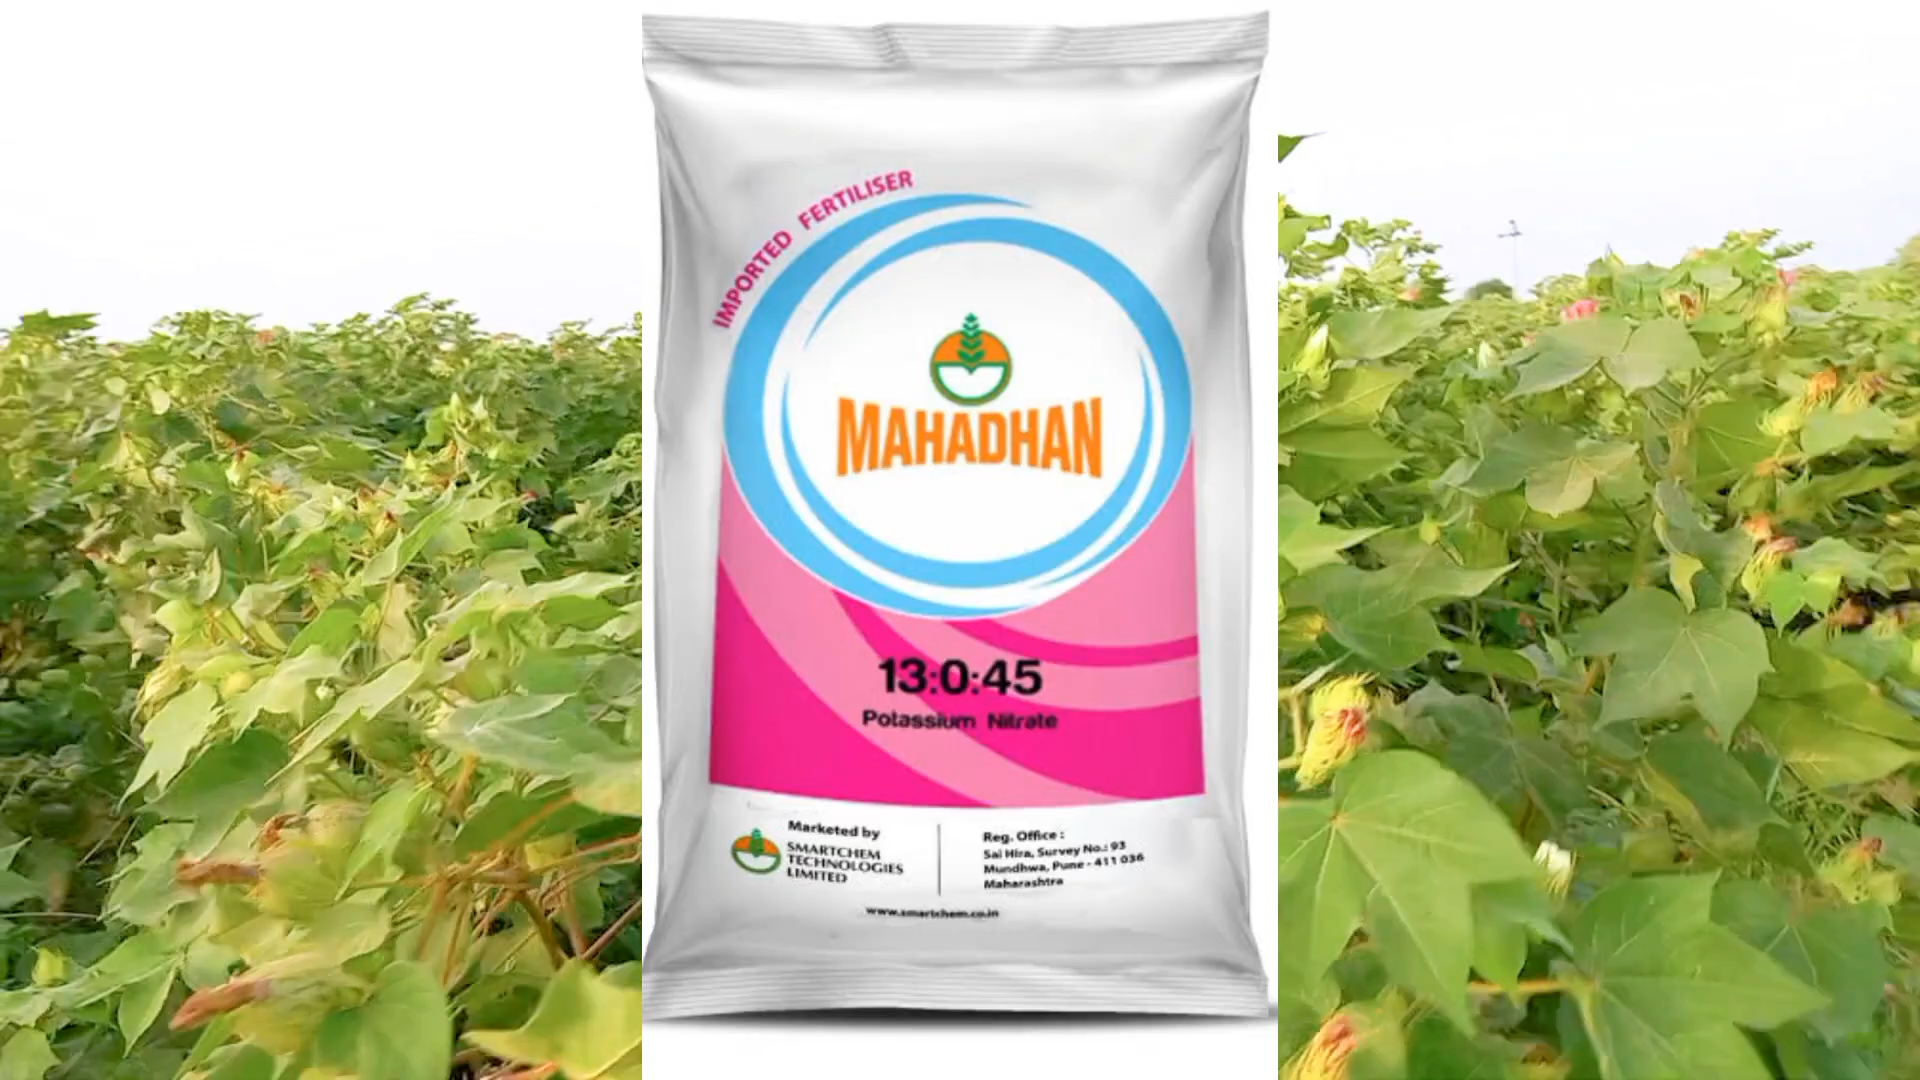 IMPORTED FERTILISER
MAHADHAN
13:0:45
Potassium Nitrate
Marketed by
SMARTCHEM
TECHNOLOGIES
LIMITED
Reg. Office :
Sai Hira, Survey No.: 93
Mundhwa, Pune - 411 036
Maharashtra
www.smartchem.co.in